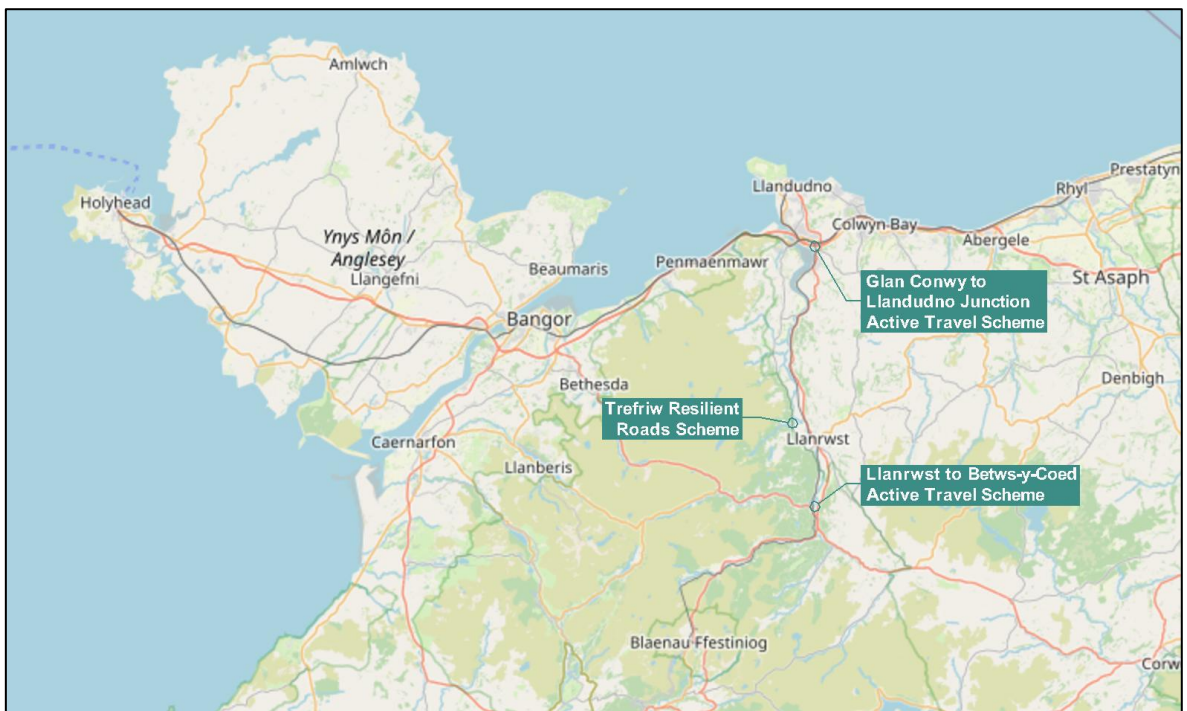 Amlwch
Holyhead
Ynys Môn /
Anglesey
Llangefni
Beaumaris
Bangor
Penmaenmawr
Llandudno
Colwyn-Bay
Abergele
Rhyl
Prestatyn
St Asaph
Glan Conwy to
Llandudno Junction
Active Travel Scheme
Denbigh
Bethesda
Trefriw Resilient
Roads Scheme
Llanrwst
Caernarfon
Llanberis
Llanrwst to Betws-y-Coed
Active Travel Scheme
Blaenau Ffestiniog
Corw